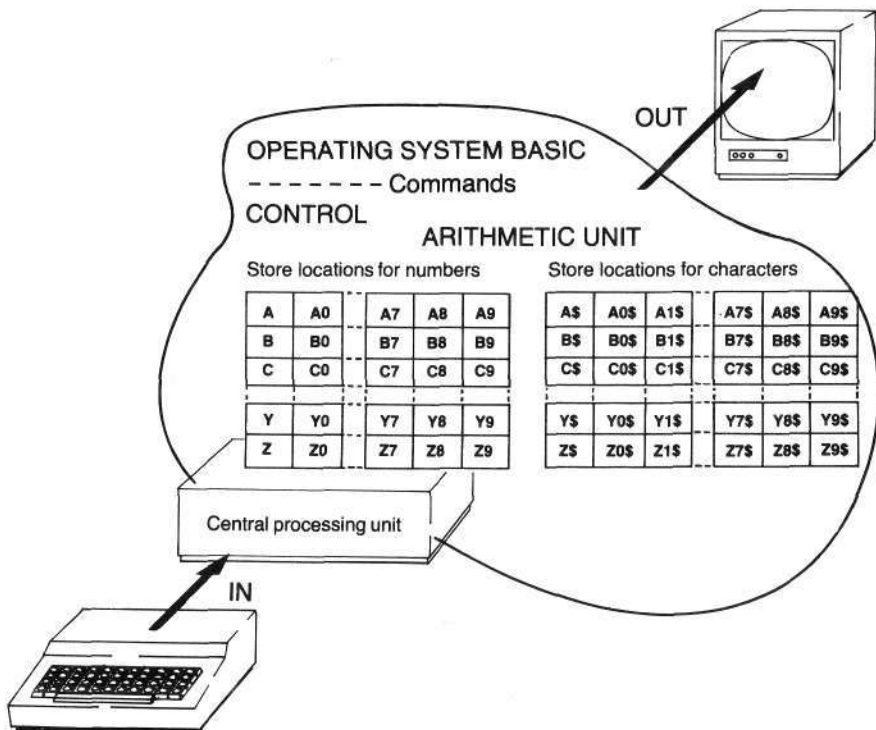 OUT
OPERATING SYSTEM BASIC
------- Commands
CONTROL
ARITHMETIC UNIT
Store locations for numbers
A A0 A7 A8 A9
B B0 B7 B8 B9
C C0 C7 C8 C9
Y Y0 Y7 Y8 Y9
Z Z0 Z7 Z8 Z9
Store locations for characters
A$ A0$ A1$ A7$ A8$ A9$
B$ B0$ B1$ B7$ B8$ B9$
C$ C0$ C1$ C7$ C8$ C9$
Y$ Y0$ Y1$ Y7$ Y8$ Y9$
Z$ Z0$ Z1$ Z7$ Z8$ Z9$
Central processing unit
IN